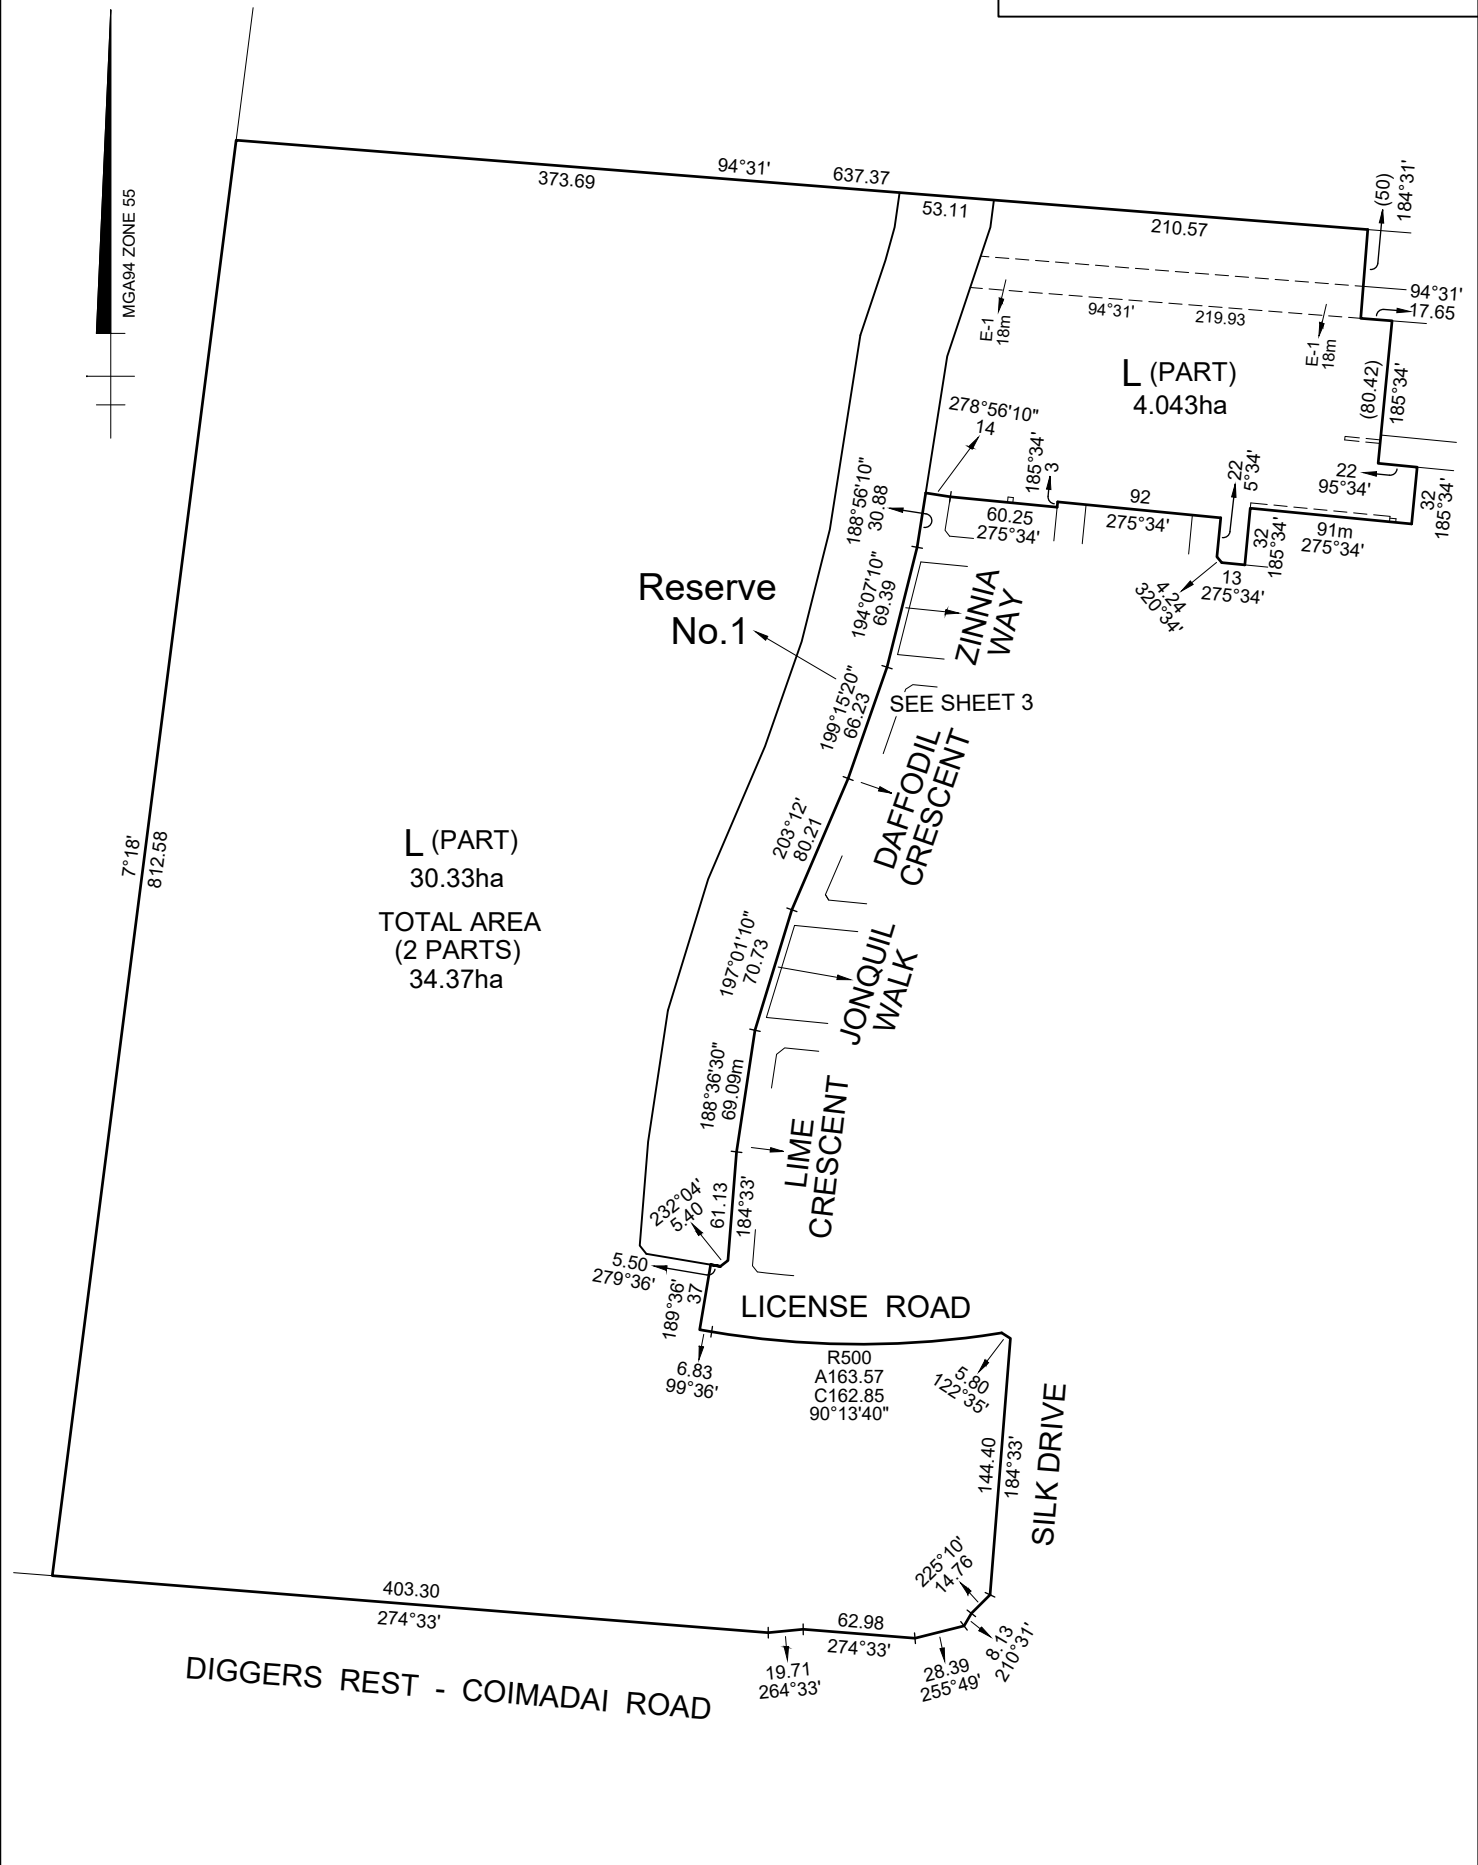 MGA94 ZONE 55
94°31'
637.37
373.69
53.11
210.57
(50)
184°31'
94°31'
17.65
94°31'
219.93
E-1
18m
E-1
18m
L (PART)
4.043ha
(80.42)
185°34'
278°56'10"
14
185°34'
3
92
275°34'
22
5°34'
22
95°34'
32
185°34'
60.25
275°34'
91m
275°34'
32
185°34'
13
275°34'
4.24
320°34'
188°56'10"
30.88
194°07'10"
69.39
ZINNIA
WAY
Reserve
No.1
199°15'20"
66.23
SEE SHEET 3
DAFFODIL
CRESCENT
203°12'
80.21
7°18'
812.58
L (PART)
30.33ha
TOTAL AREA
(2 PARTS)
34.37ha
197°01'10"
70.73
JONQUIL
WALK
188°36'30"
69.09m
LIME
CRESCENT
232°04'
5.40
61.13
184°33'
5.50
279°36'
189°36'
37
LICENSE ROAD
6.83
99°36'
R500
A163.57
C162.85
90°13'40"
5.80
122°35'
144.40
184°33'
SILK DRIVE
225°10'
14.76
8.13
210°31'
403.30
274°33'
62.98
274°33'
19.71
264°33'
28.39
255°49'
DIGGERS REST - COIMADAI ROAD